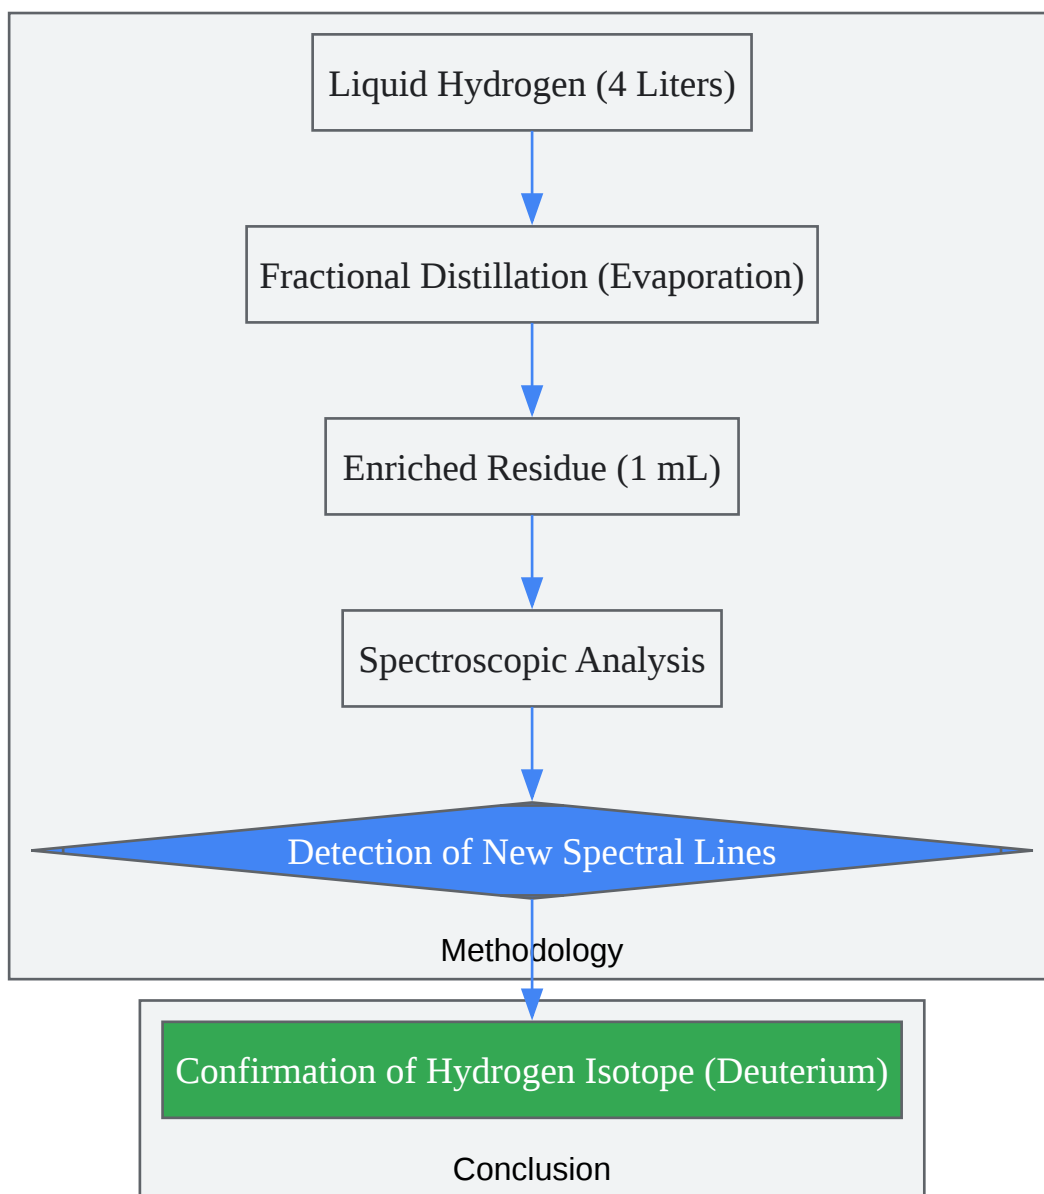 Liquid Hydrogen (4 Liters)
Fractional Distillation (Evaporation)
Enriched Residue (1 mL)
Spectroscopic Analysis
Detection of New Spectral Lines
Methodology
Confirmation of Hydrogen Isotope (Deuterium)
Conclusion